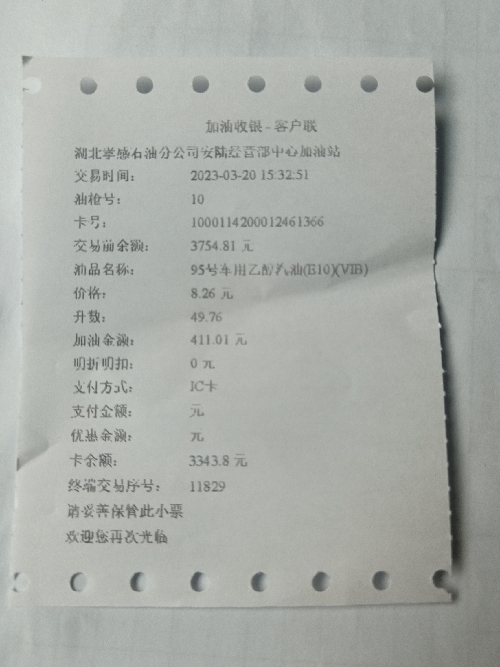 加油收银 - 客户联
湖北孝感石油分公司安陆经营部中心加油站
交易时间: 2023-03-20 15:32:51
油枪号: 10
卡号: 1000114200012461366
交易前余额: 3754.81 元
油品名称: 95号车用乙醇汽油(E10)(VIB)
价格: 8.26 元
升数: 49.76
加油金额: 411.01 元
明折明扣: 0 元
支付方式: IC卡
支付金额: 元
优惠金额: 元
卡余额: 3343.8 元
终端交易序号: 11829
请妥善保管此小票
欢迎您再次光临